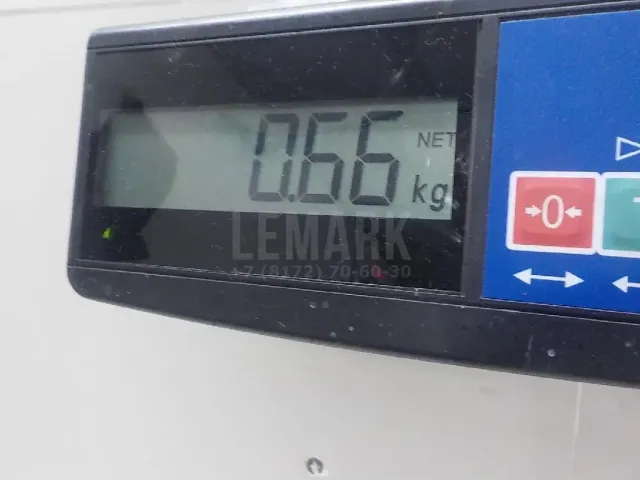 0.66
NET
kg
→0←
LEMARK
+7 (8172) 70-60-30